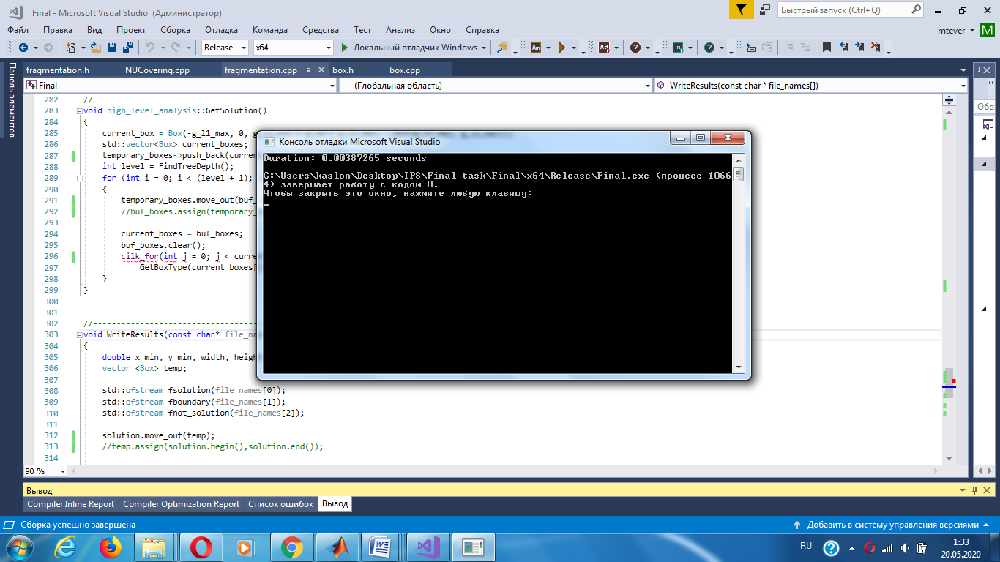 Final - Microsoft Visual Studio (Администратор)
Быстрый запуск (Ctrl+Q)
Файл Правка Вид Проект Сборка Отладка Команда Средства Тест Анализ Окно Справка
mtever M
Release x64 Локальный отладчик Windows
Панель элементов
fragmentation.h NUCovering.cpp fragmentation.cpp box.h box.cpp
Final (Глобальная область) WriteResults(const char * file_names[])
Обо
282 //
283 void high_level_analysis::GetSolution()
284 {
285 current_box = Box(-g_l1_max, 0,
286 std::vector<Box> current_boxes;
287 temporary_boxes->push_back(curren
288 int level = FindTreeDepth();
289 for (int i = 0; i < (level + 1);
290 {
291 temporary_boxes.move_out(buf_
292 //buf_boxes.assign(temporary_
293
294 current_boxes = buf_boxes;
295 buf_boxes.clear();
296 cilk_for(int j = 0; j < curre
297 GetBoxType(current_boxes[
298 }
299 }
300
301
302 //
303 void WriteResults(const char* file_na
304 {
305 double x_min, y_min, width, heigh
306 vector <Box> temp;
307
308 std::ofstream fsolution(file_names[0]);
309 std::ofstream fboundary(file_names[1]);
310 std::ofstream fnot_solution(file_names[2]);
311
312 solution.move_out(temp);
313 //temp.assign(solution.begin(),solution.end());
314
Консоль отладки Microsoft Visual Studio
Duration: 0.00387265 seconds
C:\Users\kaslon\Desktop\IPS\Final_task\Final\x64\Release\Final.exe (процесс 1066
4) завершает работу с кодом 0.
Чтобы закрыть это окно, нажмите любую клавишу:
90 %
Вывод
Compiler Inline Report Compiler Optimization Report Список ошибок Вывод
Сборка успешно завершена Добавить в систему управления версиями
RU 1:33
20.05.2020